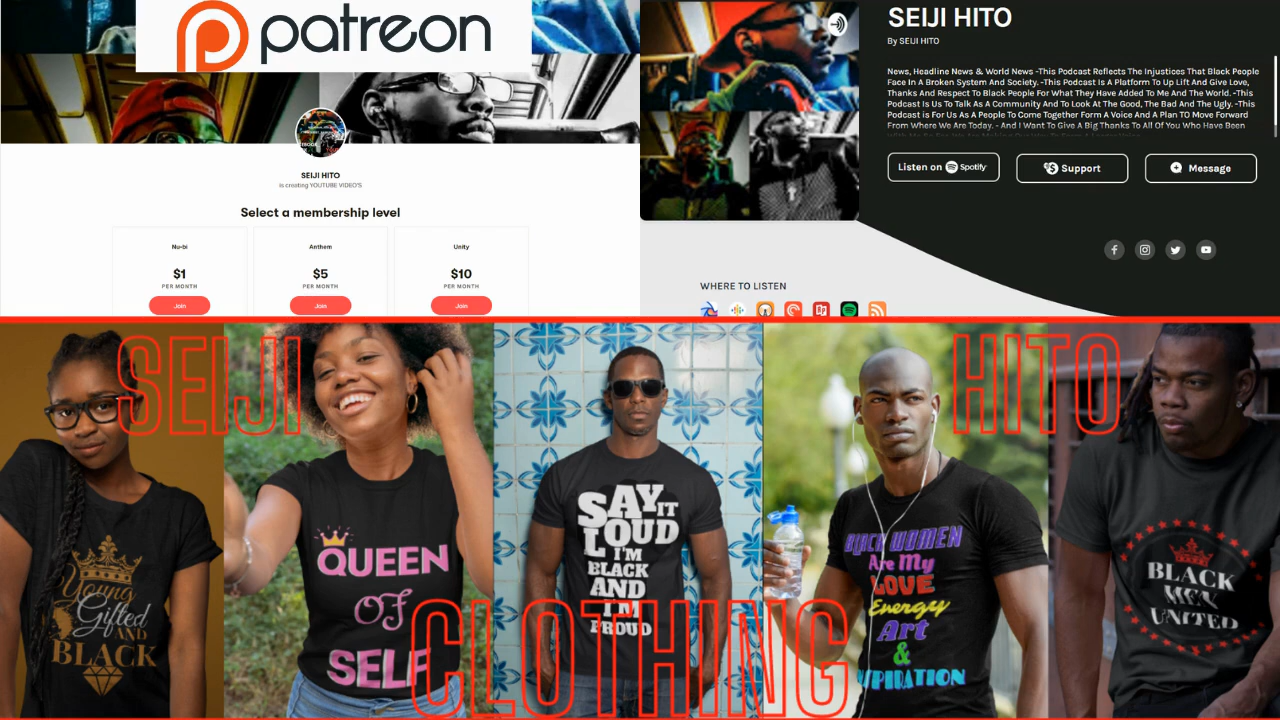 patreon
SEIJI HITO
is creating YOUTUBE VIDEO'S
Select a membership level
Nu-bi
$1
PER MONTH
Join
Anthem
$5
PER MONTH
Join
Unity
$10
PER MONTH
Join
SEIJI HITO
By SEIJI HITO
News, Headline News & World News -This Podcast Reflects The Injustices That Black People
Face In A Broken System And Society. -This Podcast Is A Platform To Up Lift And Give Love,
Thanks And Respect To Black People For What They Have Added To Me And The World. -This
Podcast Is Us To Talk As A Community And To Look At The Good, The Bad And The Ugly. -This
Podcast is For Us As A People To Come Together Form A Voice And A Plan TO Move Forward
From Where We Are Today. - And I Want To Give A Big Thanks To All Of You Who Have Been
Listen on Spotify
Support
Message
WHERE TO LISTEN
SEIJI
HITO
CLOTHING
Young
Gifted
AND
BLACK
QUEEN
OF
SELF
SAY IT
LOUD
I'M
BLACK
AND
I'M
PROUD
BLACK WOMEN
Are My
LOVE
Energy
Art
&
INSPIRATION
BLACK
MEN
UNITED